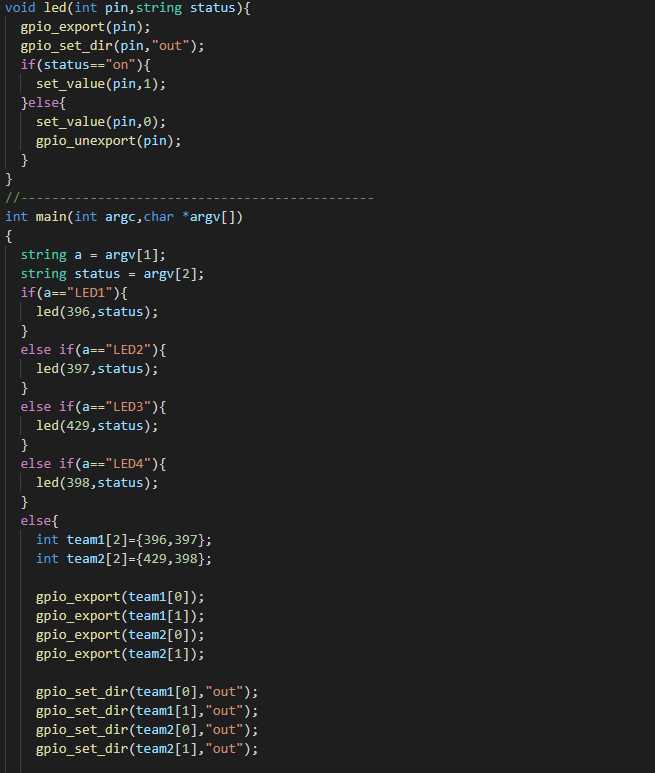 void led(int pin,string status){
gpio_export(pin);
gpio_set_dir(pin,"out");
if(status=="on"){
set_value(pin,1);
}else{
set_value(pin,0);
gpio_unexport(pin);
}
}
//----------------------------------------------
int main(int argc,char *argv[])
{
string a = argv[1];
string status = argv[2];
if(a=="LED1"){
led(396,status);
}
else if(a=="LED2"){
led(397,status);
}
else if(a=="LED3"){
led(429,status);
}
else if(a=="LED4"){
led(398,status);
}
else{
int team1[2]={396,397};
int team2[2]={429,398};
gpio_export(team1[0]);
gpio_export(team1[1]);
gpio_export(team2[0]);
gpio_export(team2[1]);
gpio_set_dir(team1[0],"out");
gpio_set_dir(team1[1],"out");
gpio_set_dir(team2[0],"out");
gpio_set_dir(team2[1],"out");